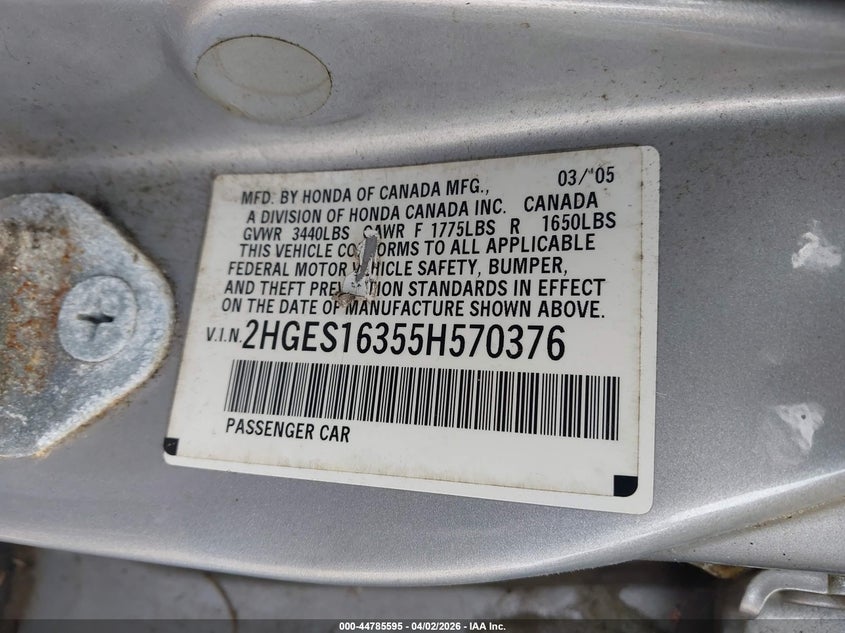 MFD. BY HONDA OF CANADA MFG., 03/'05
A DIVISION OF HONDA CANADA INC. CANADA
GVWR 3440LBS GAWR F 1775LBS R 1650LBS
THIS VEHICLE CONFORMS TO ALL APPLICABLE
FEDERAL MOTOR VEHICLE SAFETY, BUMPER,
AND THEFT PREVENTION STANDARDS IN EFFECT
ON THE DATE OF MANUFACTURE SHOWN ABOVE.
V.I.N. 2HGES16355H570376
PASSENGER CAR
000-44785595 - 04/02/2026 - IAA Inc.